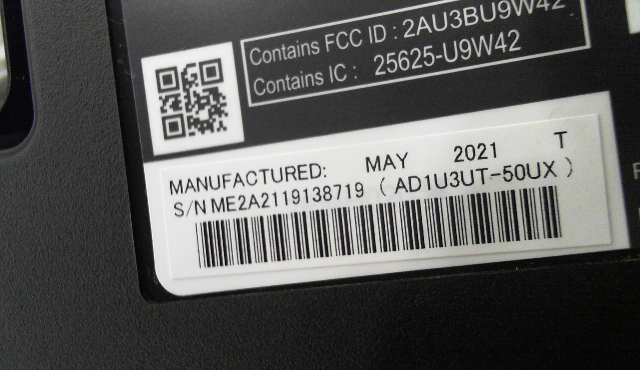 Contains FCC ID : 2AU3BU9W42
Contains IC : 25625-U9W42
MANUFACTURED: MAY 2021 T
S/N ME2A2119138719 ( AD1U3UT-50UX )